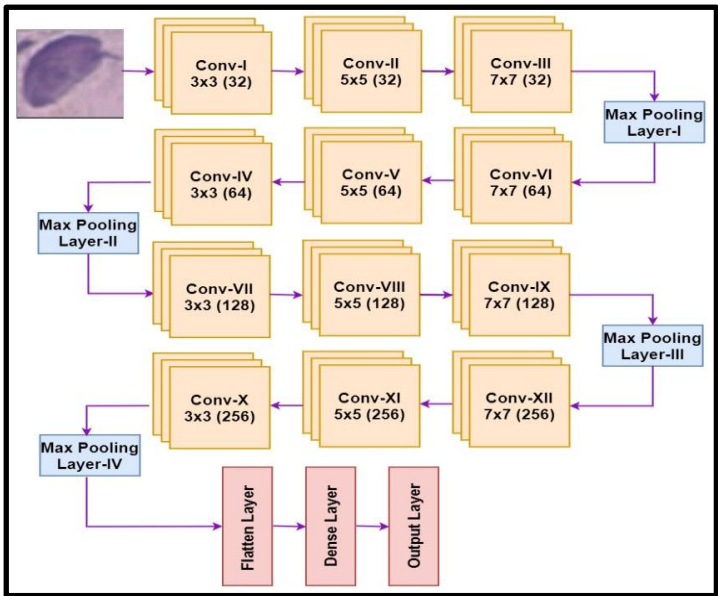 Conv-I
3x3 (32)
Conv-II
5x5 (32)
Conv-III
7x7 (32)
Max Pooling
Layer-I
Conv-IV
3x3 (64)
Conv-V
5x5 (64)
Conv-VI
7x7 (64)
Max Pooling
Layer-II
Conv-VII
3x3 (128)
Conv-VIII
5x5 (128)
Conv-IX
7x7 (128)
Max Pooling
Layer-III
Conv-X
3x3 (256)
Conv-XI
5x5 (256)
Conv-XII
7x7 (256)
Max Pooling
Layer-IV
Flatten Layer
Dense Layer
Output Layer